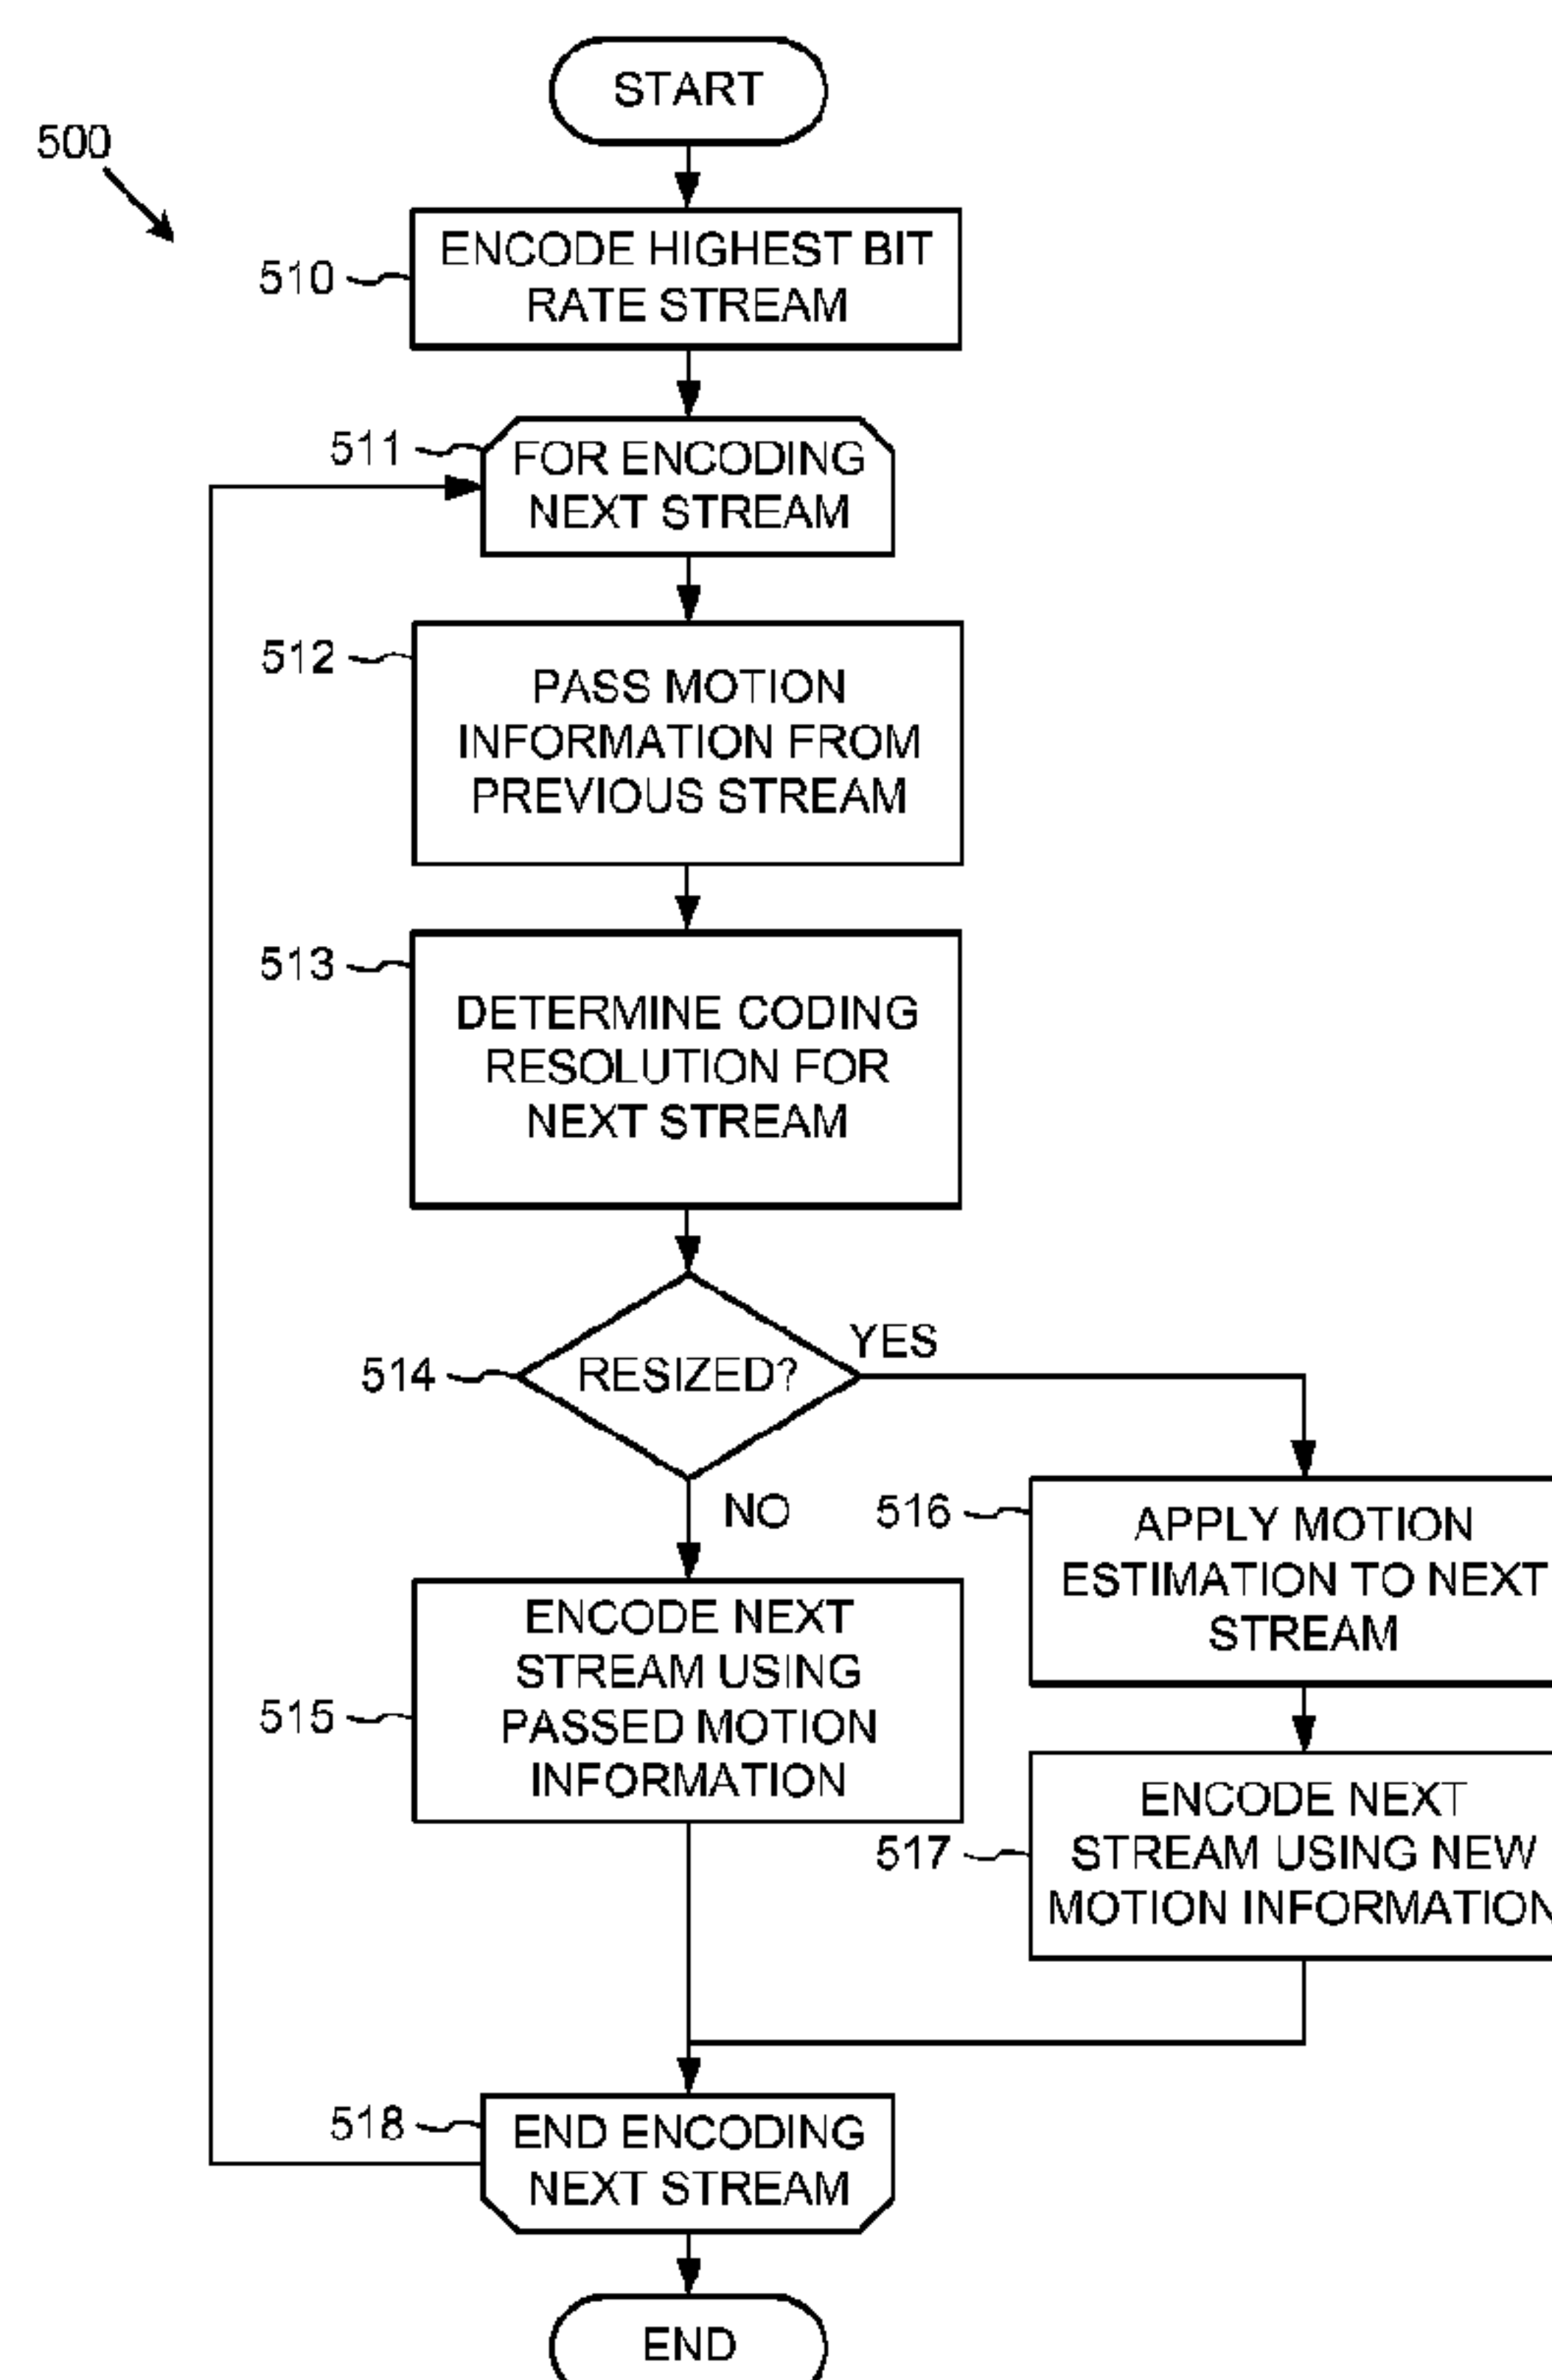 START
500
510
ENCODE HIGHEST BIT
RATE STREAM
511
FOR ENCODING
NEXT STREAM
512
PASS MOTION
INFORMATION FROM
PREVIOUS STREAM
513
DETERMINE CODING
RESOLUTION FOR
NEXT STREAM
514
RESIZED?
YES
NO
516
APPLY MOTION
ESTIMATION TO NEXT
STREAM
515
ENCODE NEXT
STREAM USING
PASSED MOTION
INFORMATION
517
ENCODE NEXT
STREAM USING NEW
MOTION INFORMATION
518
END ENCODING
NEXT STREAM
END